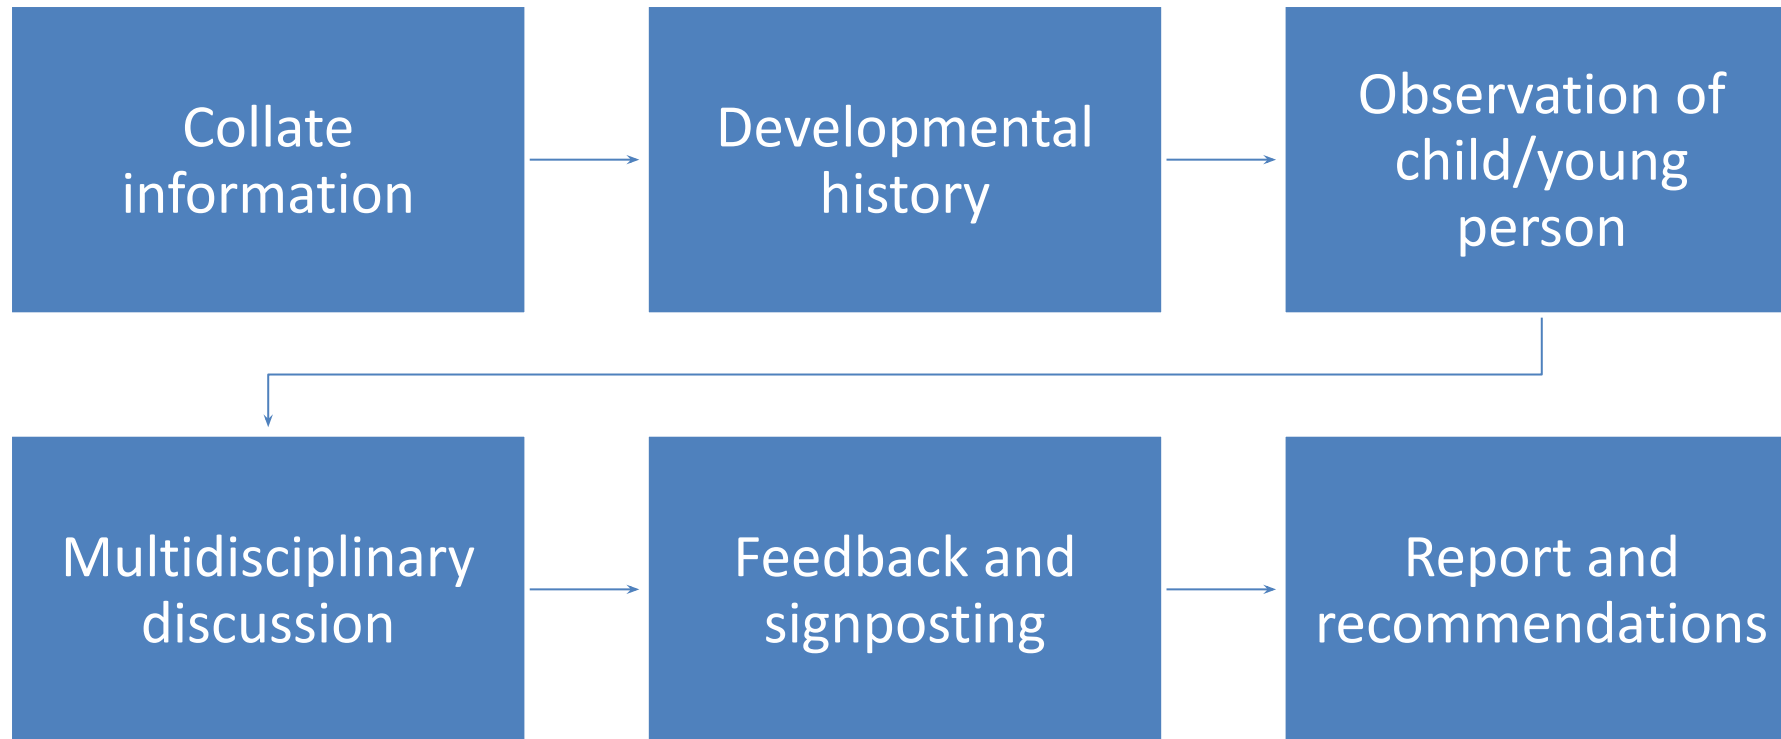 Collate
information
Developmental
history
Observation of
child/young
person
Multidisciplinary
discussion
Feedback and
signposting
Report and
recommendations